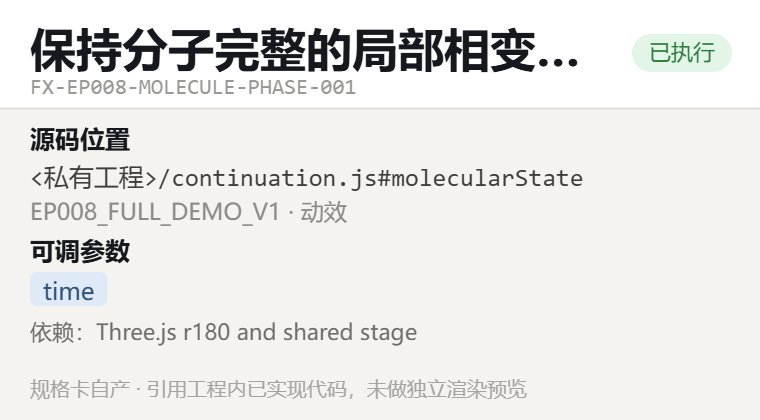 保持分子完整的局部相变...
已执行
FX-EP008-MOLECULE-PHASE-001
源码位置
<私有工程>/continuation.js#molecularState
EP008_FULL_DEMO_V1 · 动效
可调参数
time
依赖：Three.js r180 and shared stage
规格卡自产 · 引用工程内已实现代码，未做独立渲染预览